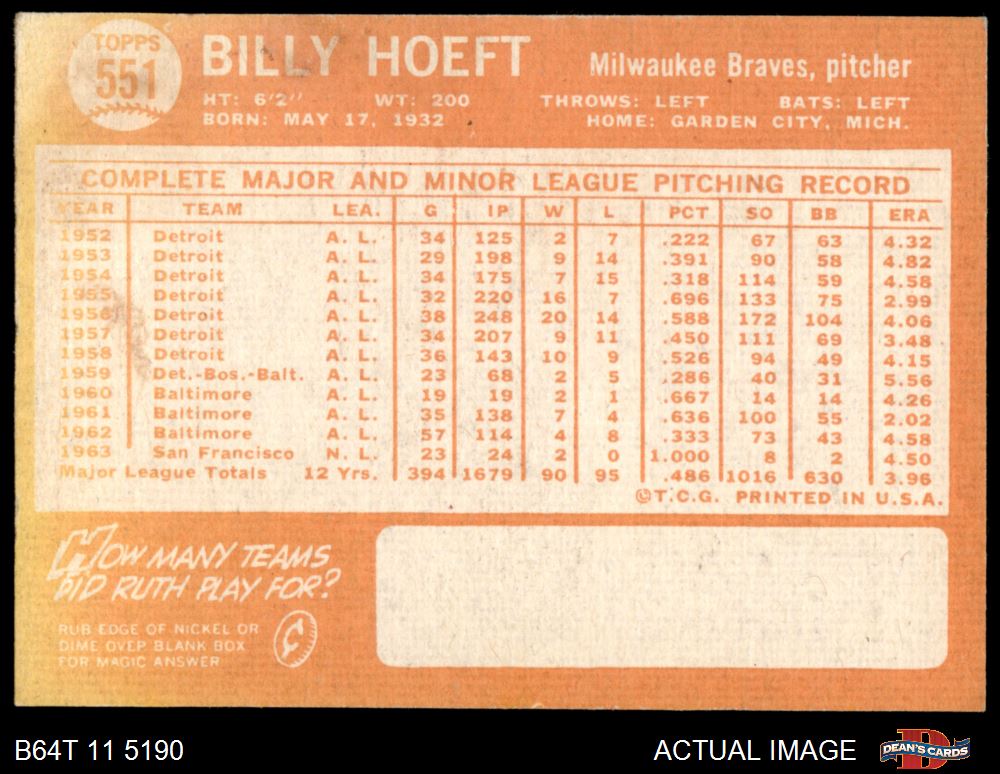 TOPPS
551
BILLY HOEFT
Milwaukee Braves, pitcher
HT: 6'2" WT: 200 THROWS: LEFT BATS: LEFT
BORN: MAY 17, 1932 HOME: GARDEN CITY, MICH.
COMPLETE MAJOR AND MINOR LEAGUE PITCHING RECORD
YEAR TEAM LEA. G IP W L PCT SO BB ERA
1952 Detroit A. L. 34 125 2 7 .222 67 63 4.32
1953 Detroit A. L. 29 198 9 14 .391 90 58 4.82
1954 Detroit A. L. 34 175 7 15 .318 114 59 4.58
1955 Detroit A. L. 32 220 16 7 .696 133 75 2.99
1956 Detroit A. L. 38 248 20 14 .588 172 104 4.06
1957 Detroit A. L. 34 207 9 11 .450 111 69 3.48
1958 Detroit A. L. 36 143 10 9 .526 94 49 4.15
1959 Det.-Bos.-Balt. A. L. 23 68 2 5 .286 40 31 5.56
1960 Baltimore A. L. 19 19 2 1 .667 14 14 4.26
1961 Baltimore A. L. 35 138 7 4 .636 100 55 2.02
1962 Baltimore A. L. 57 114 4 8 .333 73 43 4.58
1963 San Francisco N. L. 23 24 2 0 1.000 8 2 4.50
Major League Totals 12 Yrs. 394 1679 90 95 .486 1016 630 3.96
©T.C.G. PRINTED IN U.S.A.
HOW MANY TEAMS
DID RUTH PLAY FOR?
RUB EDGE OF NICKEL OR
DIME OVER BLANK BOX
FOR MAGIC ANSWER
B64T 11 5190 ACTUAL IMAGE DEAN'S CARDS